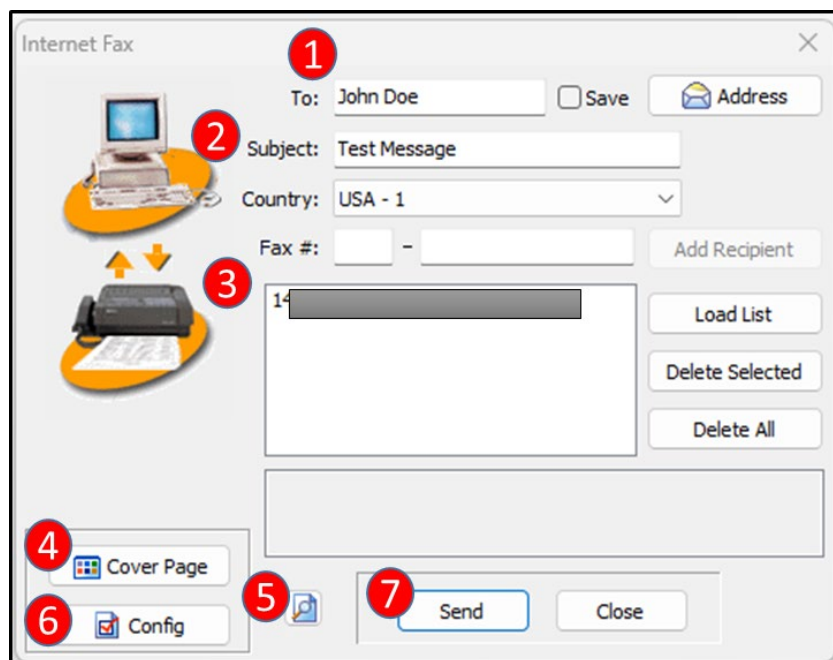 Internet Fax
1
To: John Doe Save Address
2
Subject: Test Message
Country: USA - 1
Fax #: - Add Recipient
3
14
Load List
Delete Selected
Delete All
4
Cover Page
5
7
Send Close
6
Config